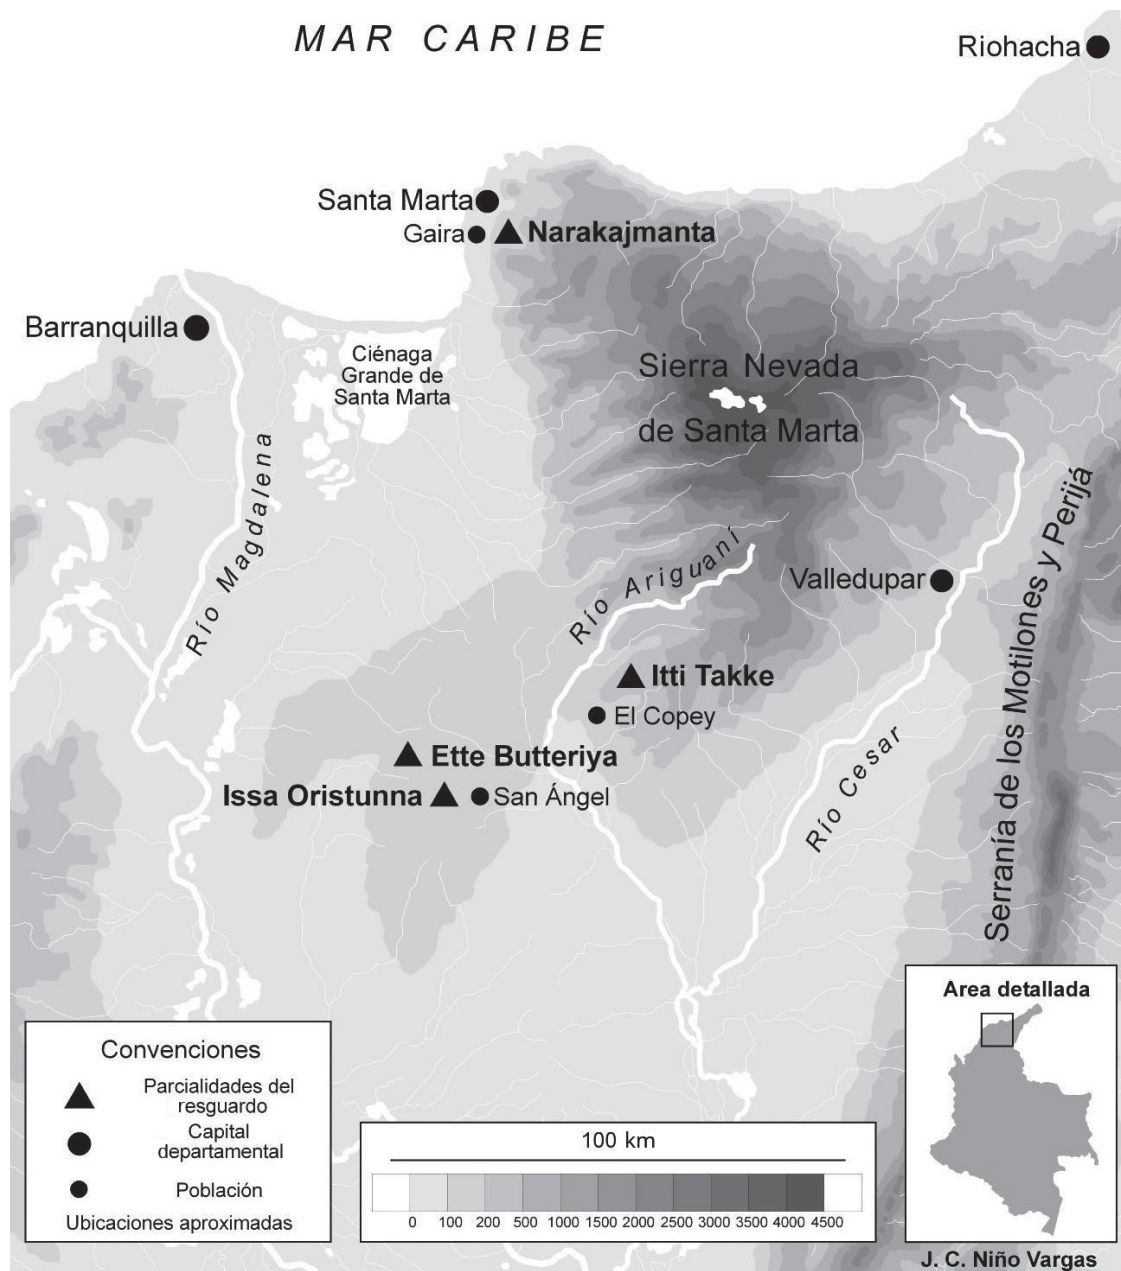 MAR CARIBE
Riohacha
Santa Marta
Gaira
Narakajmanta
Barranquilla
Ciénaga
Grande de
Santa Marta
Sierra Nevada
de Santa Marta
Río Magdalena
Río Ariguaní
Valledupar
Serranía de los Motilones y Perijá
Itti Takke
El Copey
Ette Butteriya
Issa Oristunna
San Ángel
Río Cesar
Convenciones
Parcialidades del
resguardo
Capital
departamental
Población
Ubicaciones aproximadas
100 km
0 100 200 500 1000 1500 2000 3000 3500 4000 4500
Area detallada
J. C. Niño Vargas